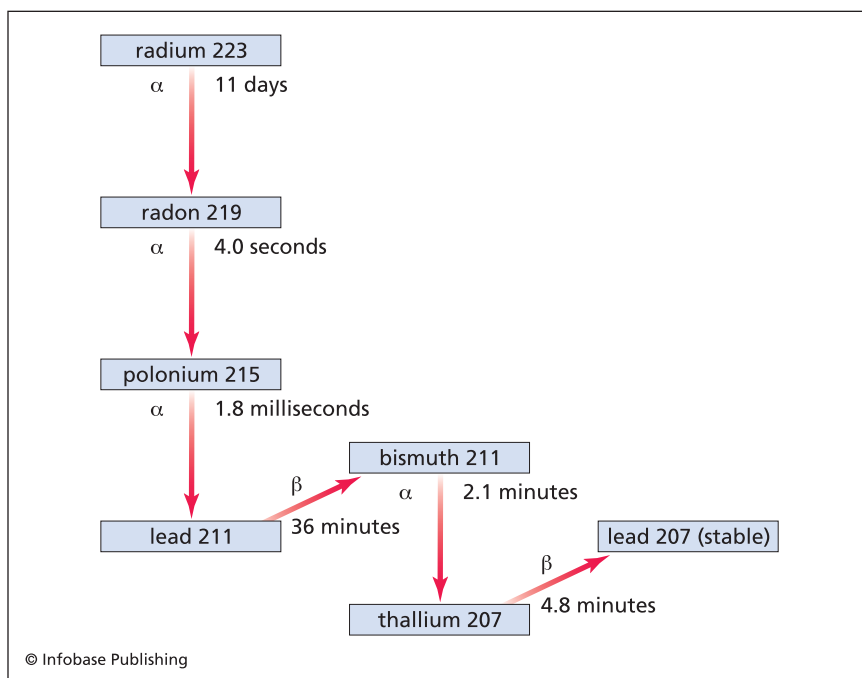 radium 223
α 11 days
radon 219
α 4.0 seconds
polonium 215
α 1.8 milliseconds
bismuth 211
β
α 2.1 minutes
lead 211
36 minutes
lead 207 (stable)
β
4.8 minutes
thallium 207
© Infobase Publishing